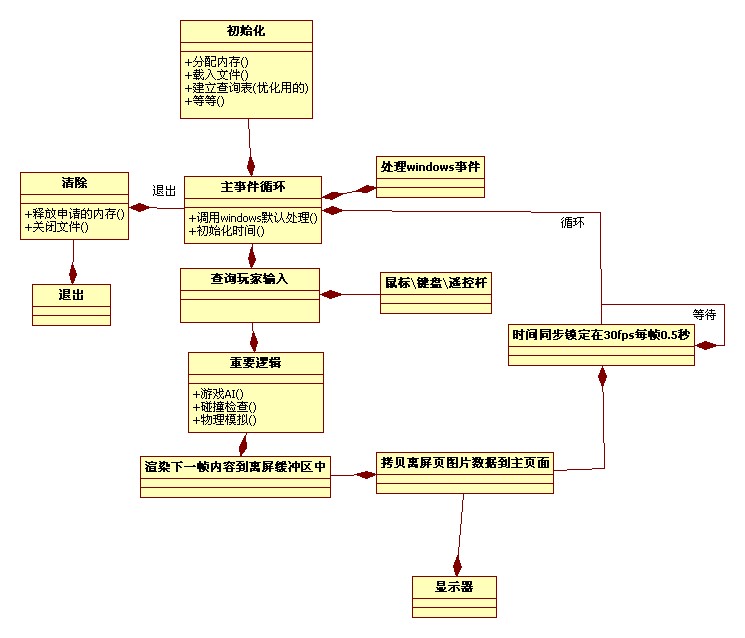 初始化
+分配内存()
+载入文件()
+建立查询表(优化用的)
+等等()
处理windows事件
清除
+释放申请的内存()
+关闭文件()
退出
主事件循环
+调用windows默认处理()
+初始化时间()
循环
查询玩家输入
鼠标\键盘\遥控杆
退出
等待
时间同步锁定在30fps每帧0.5秒
重要逻辑
+游戏AI()
+碰撞检查()
+物理模拟()
渲染下一帧内容到离屏缓冲区中
拷贝离屏页图片数据到主页面
显示器